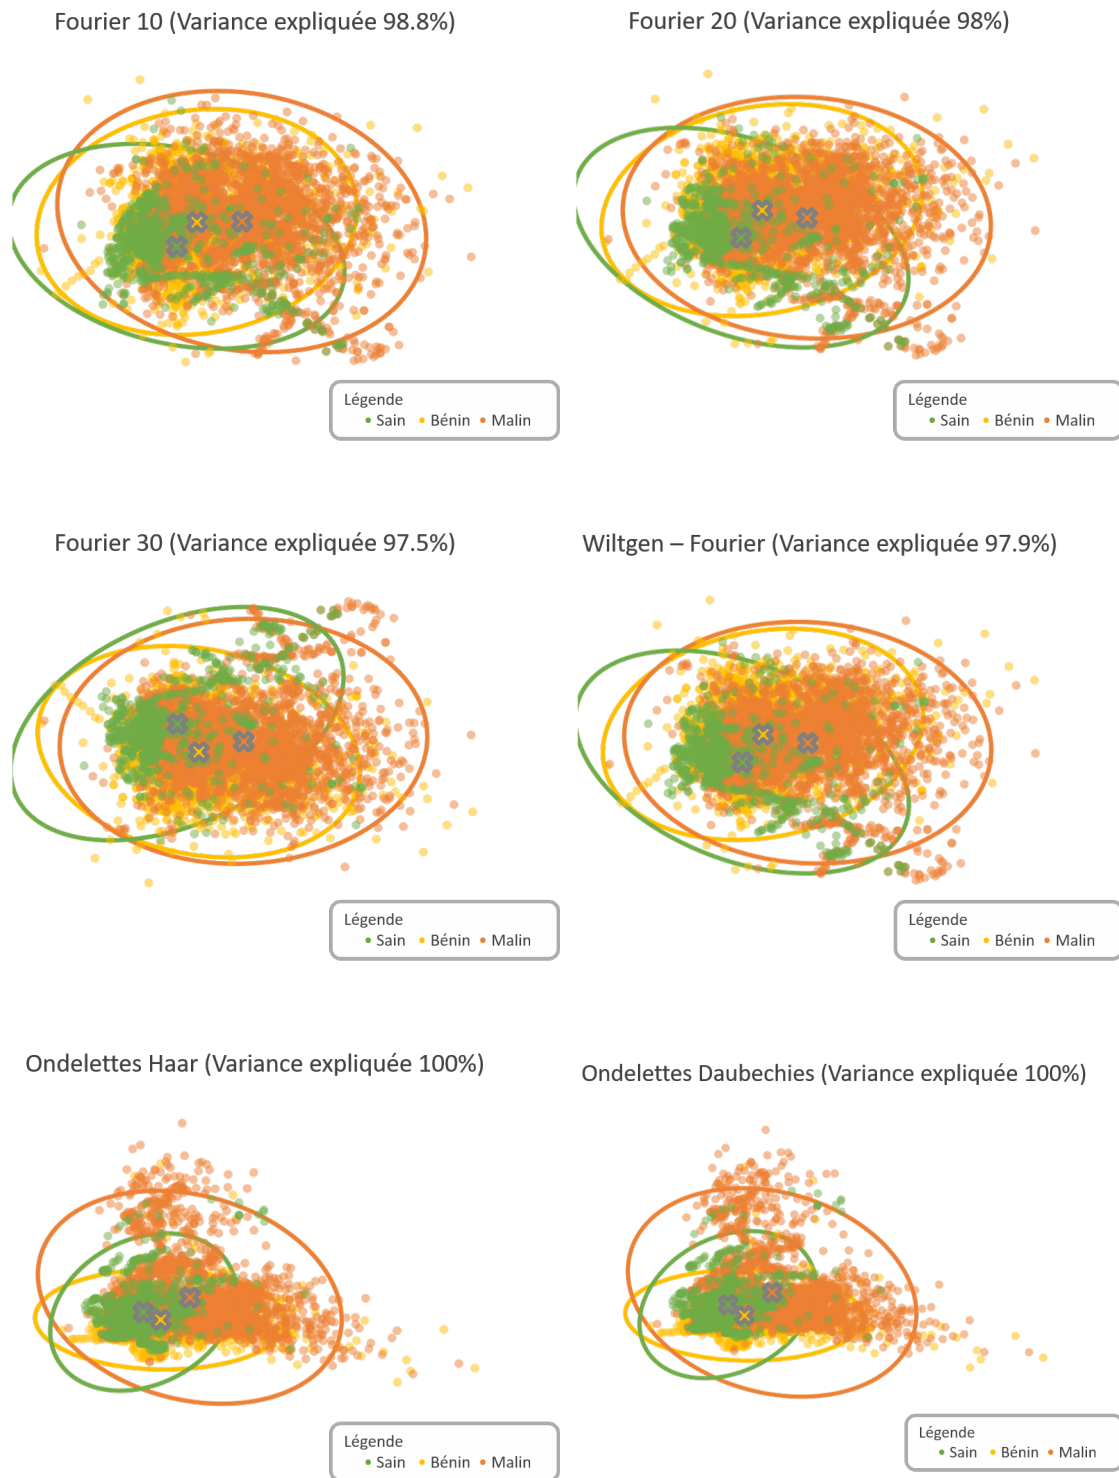 Fourier 10 (Variance expliquée 98.8%)
Fourier 20 (Variance expliquée 98%)
Légende
Sain Bénin Malin
Légende
Sain Bénin Malin
Fourier 30 (Variance expliquée 97.5%)
Wiltgen – Fourier (Variance expliquée 97.9%)
Légende
Sain Bénin Malin
Légende
Sain Bénin Malin
Ondelettes Haar (Variance expliquée 100%)
Ondelettes Daubechies (Variance expliquée 100%)
Légende
Sain Bénin Malin
Légende
Sain Bénin Malin